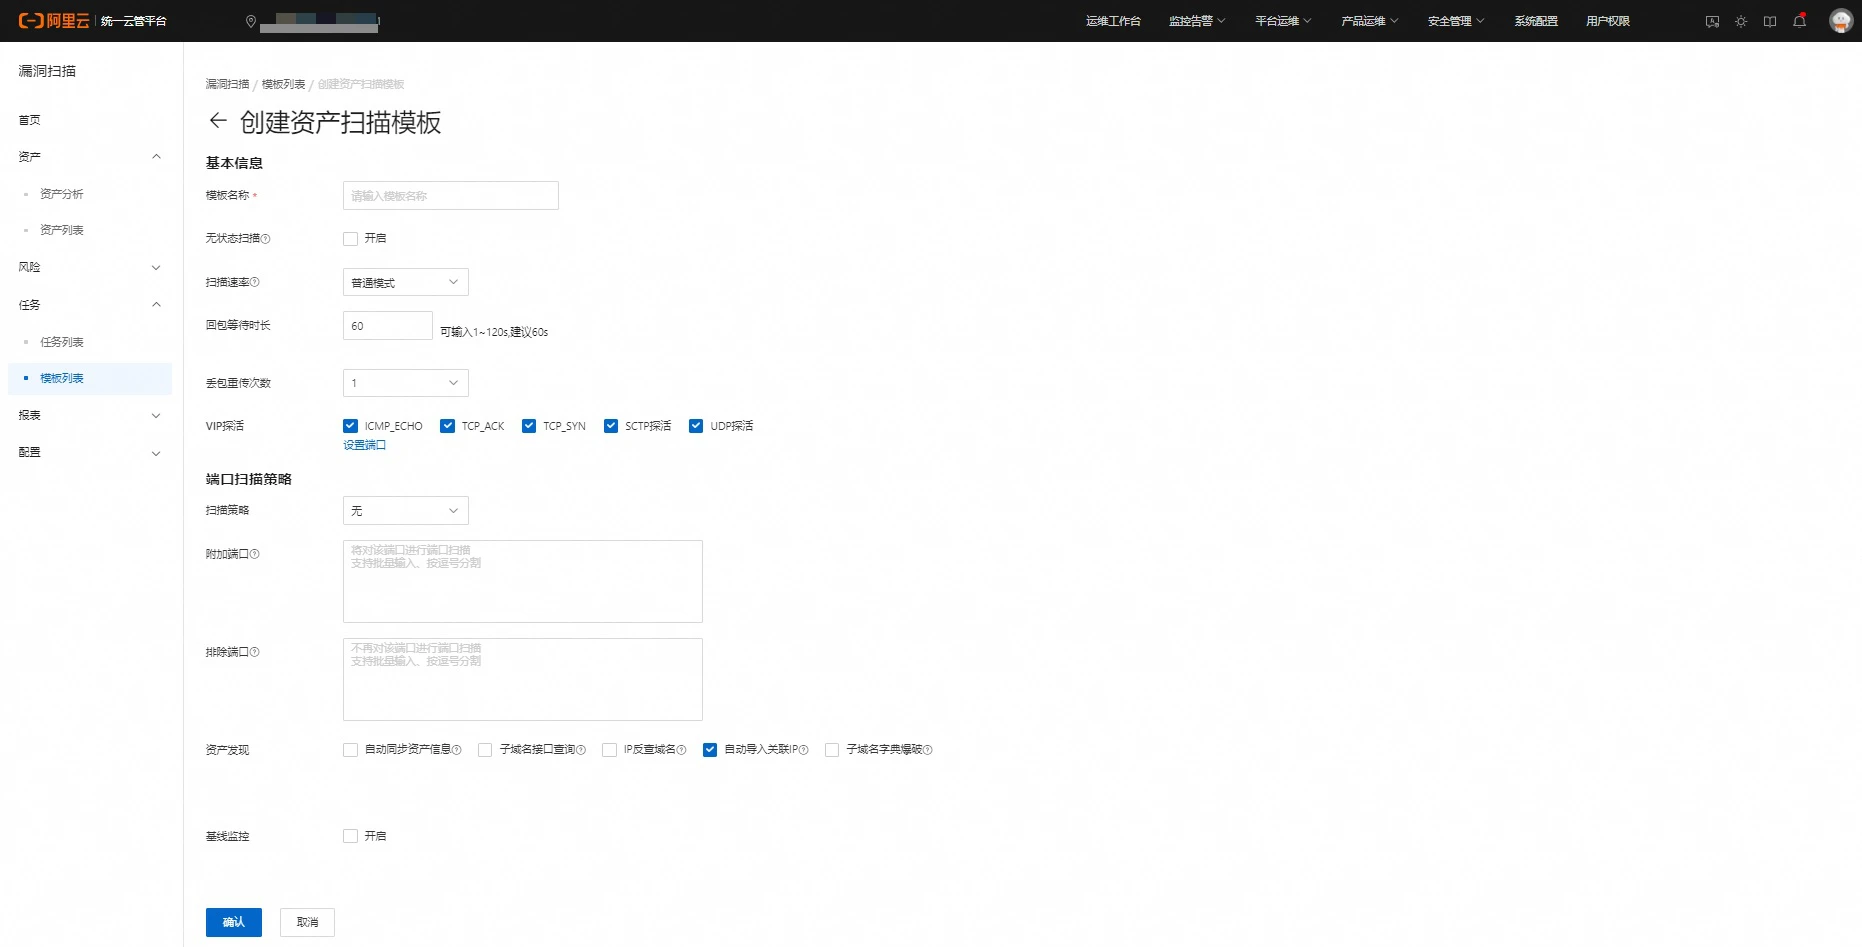 阿里云 | 统一云管平台
运维工作台 监控告警 平台运维 产品运维 安全管理 系统配置 用户权限
漏洞扫描
首页
资产
资产分析
资产列表
风险
任务
任务列表
模板列表
报表
配置
漏洞扫描 / 模板列表 / 创建资产扫描模板
创建资产扫描模板
基本信息
模板名称 * 请输入模板名称
无状态扫描 开启
扫描速率 普通模式
回包等待时长 60 可输入1~120s,建议60s
丢包重传次数 1
VIP探活 ICMP_ECHO TCP_ACK TCP_SYN SCTP探活 UDP探活
设置端口
端口扫描策略
扫描策略 无
附加端口 将对该端口进行端口扫描
支持批量输入、按逗号分割
排除端口 不再对该端口进行端口扫描
支持批量输入、按逗号分割
资产发现 自动同步资产信息 子域名接口查询 IP反查域名 自动导入关联IP 子域名字典爆破
基线监控 开启
确认 取消